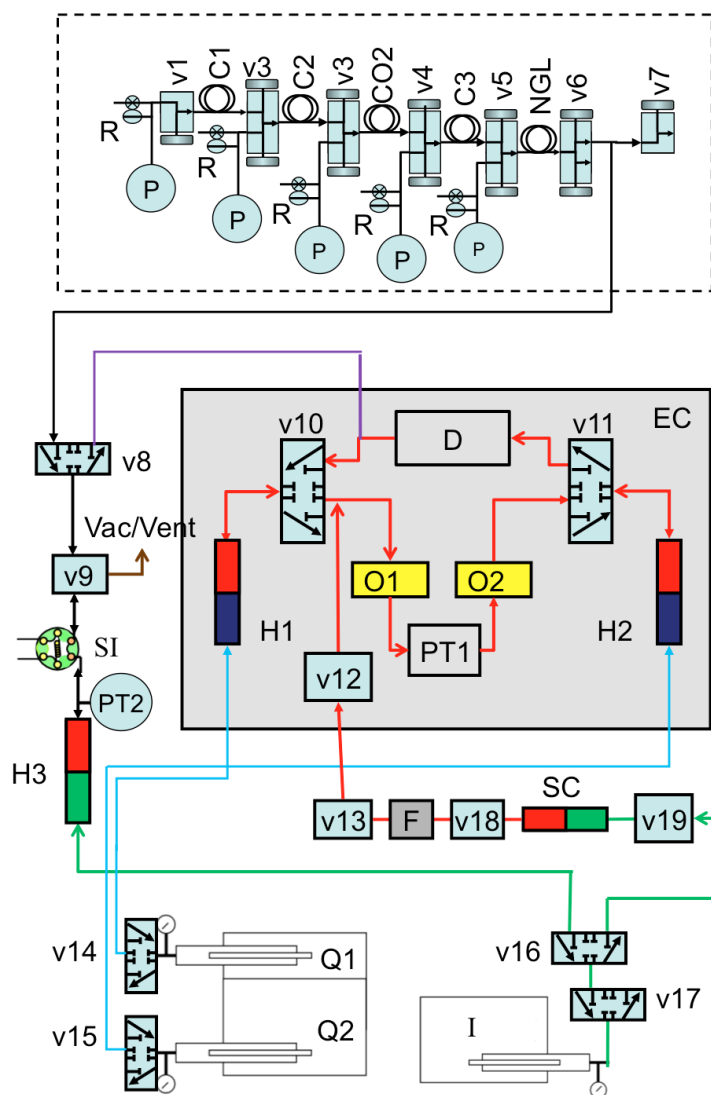 v1
C1
v3
C2
v3
CO2
v4
C3
v5
NGL
v6
v7
R
R
R
R
R
P
P
P
P
P
v8
v10
v11
EC
D
Vac/Vent
v9
O1
O2
SI
H1
PT1
H2
PT2
v12
H3
SC
v13
F
v18
v19
v14
Q1
v16
v17
v15
Q2
I